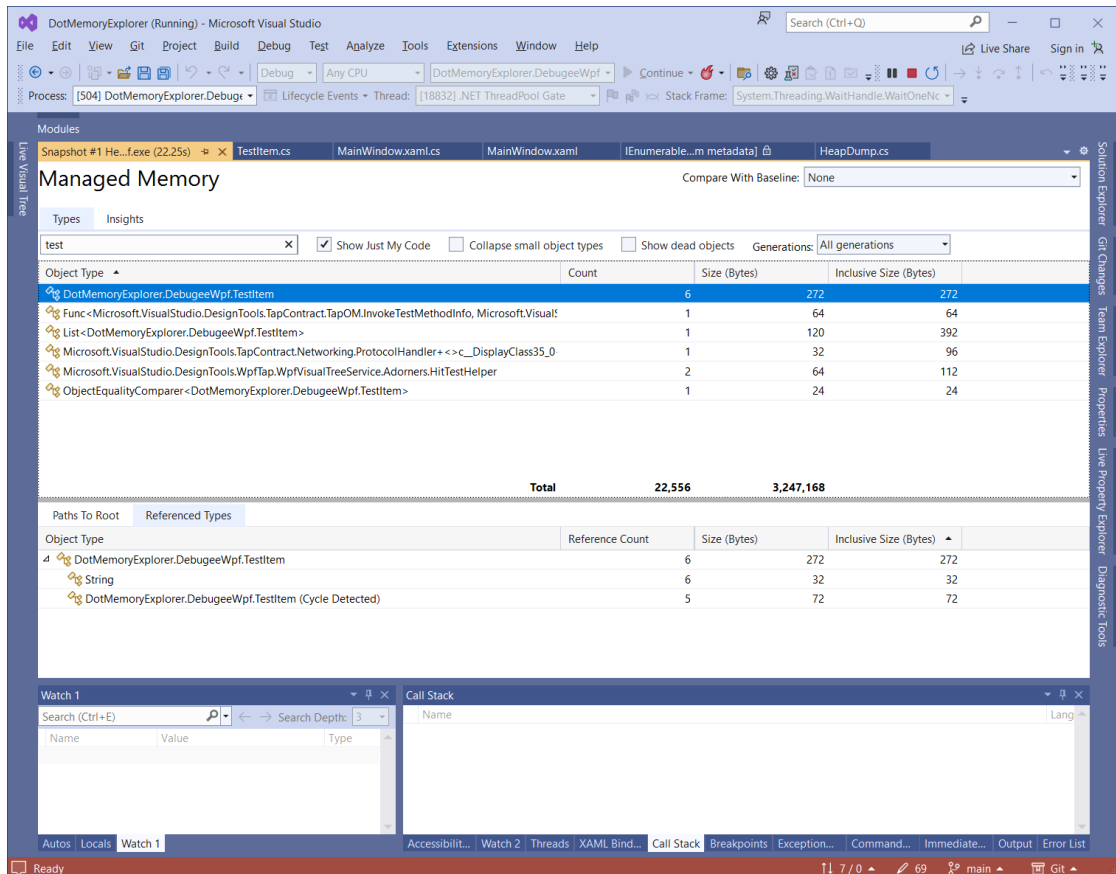 DotMemoryExplorer (Running) - Microsoft Visual Studio
Search (Ctrl+Q)
File Edit View Git Project Build Debug Test Analyze Tools Extensions Window Help
Live Share Sign in
Debug Any CPU DotMemoryExplorer.DebugeeWpf Continue
Process: [504] DotMemoryExplorer.Debuge Lifecycle Events Thread: [18832] .NET ThreadPool Gate Stack Frame: System.Threading.WaitHandle.WaitOneNc
Modules
Live Visual Tree
Snapshot #1 He...f.exe (22.25s) TestItem.cs MainWindow.xaml.cs MainWindow.xaml IEnumerable...m metadata] HeapDump.cs
Managed Memory
Compare With Baseline: None
Types Insights
test Show Just My Code Collapse small object types Show dead objects Generations: All generations
Object Type Count Size (Bytes) Inclusive Size (Bytes)
DotMemoryExplorer.DebugeeWpf.TestItem 6 272 272
Func<Microsoft.VisualStudio.DesignTools.TapContract.TapOM.InvokeTestMethodInfo, Microsoft.VisualS 1 64 64
List<DotMemoryExplorer.DebugeeWpf.TestItem> 1 120 392
Microsoft.VisualStudio.DesignTools.TapContract.Networking.ProtocolHandler+<>c__DisplayClass35_0 1 32 96
Microsoft.VisualStudio.DesignTools.WpfTap.WpfVisualTreeService.Adorners.HitTestHelper 2 64 112
ObjectEqualityComparer<DotMemoryExplorer.DebugeeWpf.TestItem> 1 24 24
Total 22,556 3,247,168
Paths To Root Referenced Types
Object Type Reference Count Size (Bytes) Inclusive Size (Bytes)
DotMemoryExplorer.DebugeeWpf.TestItem 6 272 272
String 6 32 32
DotMemoryExplorer.DebugeeWpf.TestItem (Cycle Detected) 5 72 72
Solution Explorer
Git Changes
Team Explorer
Properties
Live Property Explorer
Diagnostic Tools
Watch 1
Search (Ctrl+E) Search Depth: 3
Name Value Type
Autos Locals Watch 1
Call Stack
Name Lang
Accessibilit... Watch 2 Threads XAML Bind... Call Stack Breakpoints Exception... Command... Immediate... Output Error List
Ready 7 / 0 69 main Git